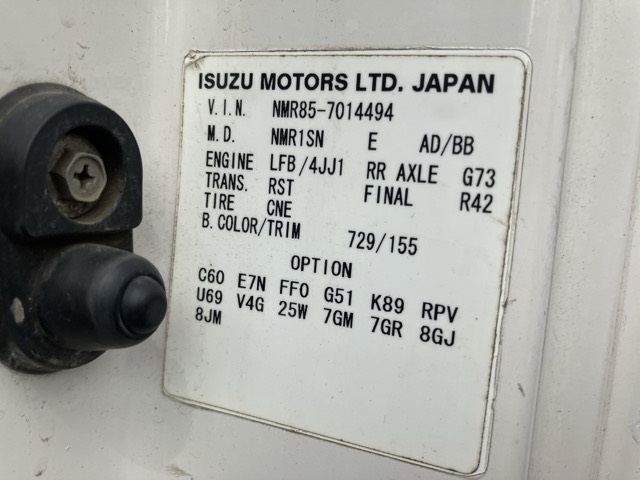 ISUZU MOTORS LTD. JAPAN
V.I.N. NMR85-7014494
M.D. NMR1SN E AD/BB
ENGINE LFB/4JJ1 RR AXLE G73
TRANS. RST FINAL R42
TIRE CNE
B.COLOR/TRIM 729/155
OPTION
C60 E7N FF0 G51 K89 RPV
U69 V4G 25W 7GM 7GR 8GJ
8JM